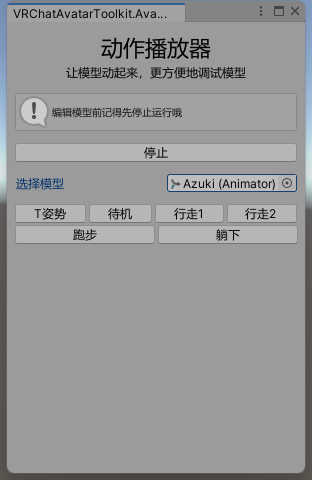 VRChatAvatarToolkit.Ava...
动作播放器
让模型动起来，更方便地调试模型
编辑模型前记得先停止运行哦
停止
选择模型 Azuki (Animator)
T姿势 待机 行走1 行走2
跑步 躺下